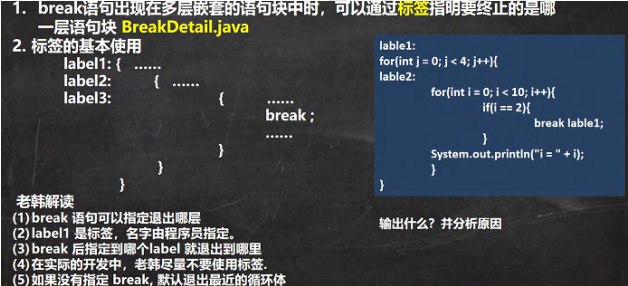 1. break语句出现在多层嵌套的语句块中时，可以通过标签指明要终止的是哪
一层语句块 BreakDetail.java
2. 标签的基本使用
label1: { ......
label2: { ......
label3: { ......
break ;
......
}
}
}
老韩解读
(1) break 语句可以指定退出哪层
(2) label1 是标签，名字由程序员指定。
(3) break 后指定到哪个label 就退出到哪里
(4) 在实际的开发中，老韩尽量不要使用标签.
(5) 如果没有指定 break, 默认退出最近的循环体
lable1:
for(int j = 0; j < 4; j++){
lable2:
for(int i = 0; i < 10; i++){
if(i == 2){
break lable1;
}
System.out.println("i = " + i);
}
}
输出什么？并分析原因